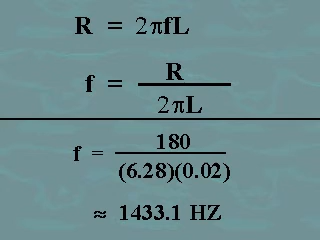 R = 2πfL
f = R / 2πL
f = 180 / (6.28)(0.02)
≈ 1433.1 HZ